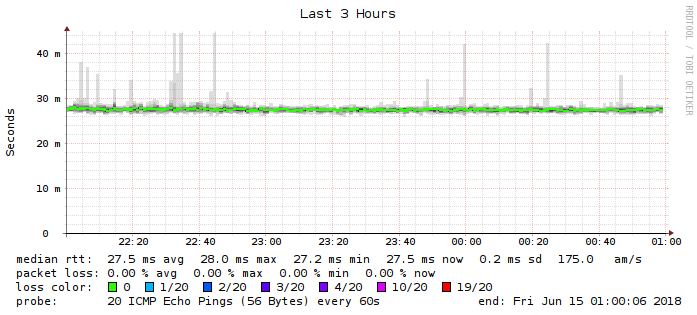 Last 3 Hours
RRDTOOL / TOBI OETIKER
Seconds
40 m
30 m
20 m
10 m
0
22:20 22:40 23:00 23:20 23:40 00:00 00:20 00:40 01:00
median rtt: 27.5 ms avg 28.0 ms max 27.2 ms min 27.5 ms now 0.2 ms sd 175.0 am/s
packet loss: 0.00 % avg 0.00 % max 0.00 % min 0.00 % now
loss color: 0 1/20 2/20 3/20 4/20 10/20 19/20
probe: 20 ICMP Echo Pings (56 Bytes) every 60s end: Fri Jun 15 01:00:06 2018